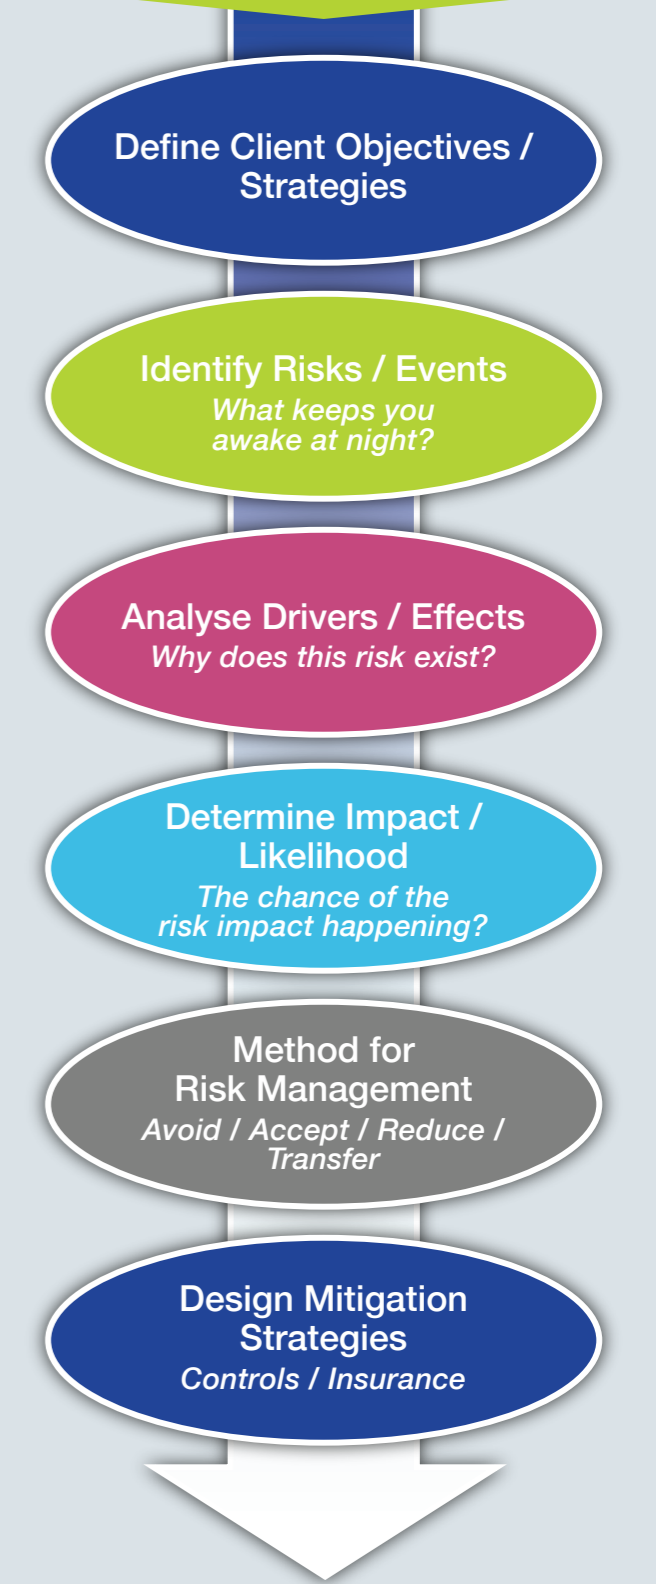 Define Client Objectives /
Strategies
Identify Risks / Events
What keeps you
awake at night?
Analyse Drivers / Effects
Why does this risk exist?
Determine Impact /
Likelihood
The chance of the
risk impact happening?
Method for
Risk Management
Avoid / Accept / Reduce /
Transfer
Design Mitigation
Strategies
Controls / Insurance